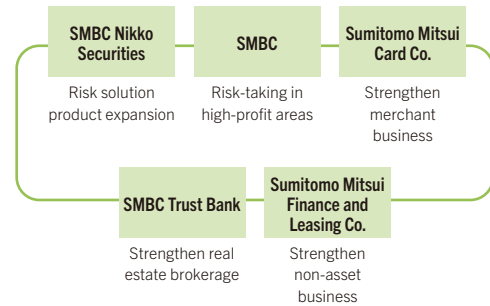 SMBC Nikko
Securities
Risk solution
product expansion
SMBC
Risk-taking in
high-profit areas
Sumitomo Mitsui
Card Co.
Strengthen
merchant
business
SMBC Trust Bank
Strengthen real
estate brokerage
Sumitomo Mitsui
Finance and
Leasing Co.
Strengthen
non-asset
business